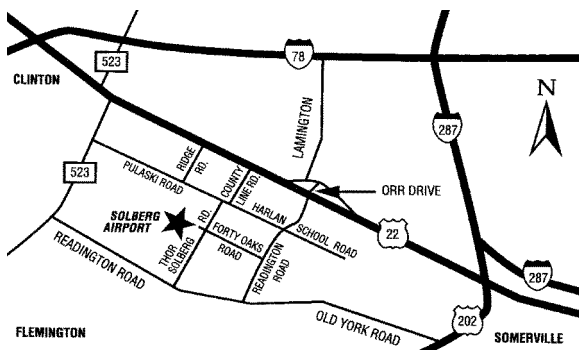 523
78
CLINTON
N
LAMINGTON
287
523
RIDGE
RD.
PULASKI ROAD
COUNTY
LINE RD.
ORR DRIVE
SOLBERG
AIRPORT
THOR
SOLBERG
RD.
HARLAN
SCHOOL ROAD
FORTY OAKS
ROAD
READINGTON
ROAD
22
READINGTON ROAD
287
OLD YORK ROAD
202
FLEMINGTON
SOMERVILLE